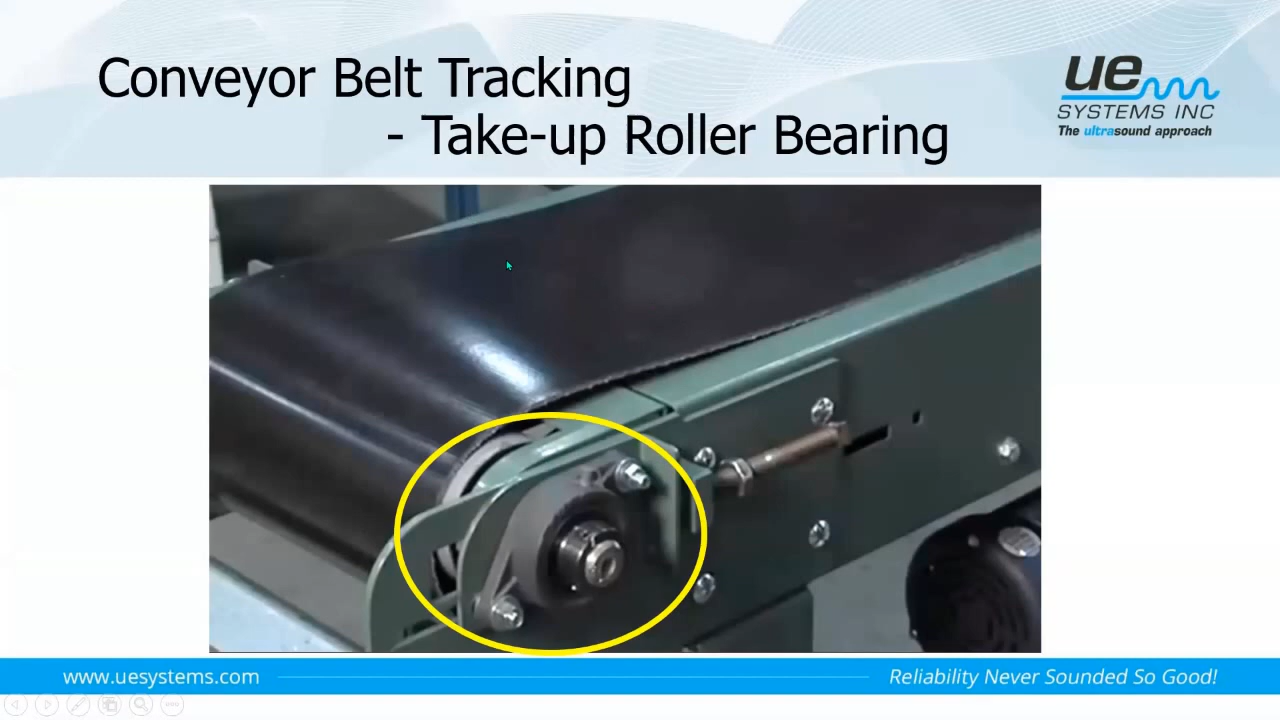 Conveyor Belt Tracking
- Take-up Roller Bearing
ue
SYSTEMS INC
The ultrasound approach
www.uesystems.com
Reliability Never Sounded So Good!